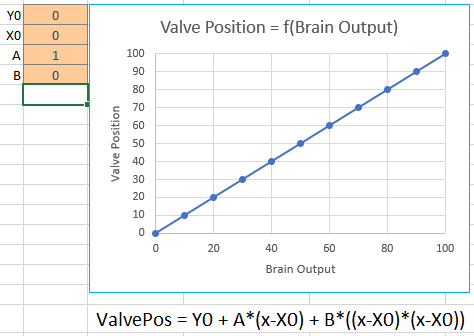 Y0 0
X0 0
A 1
B 0
Valve Position = f(Brain Output)
Valve Position
100
90
80
70
60
50
40
30
20
10
0
0 20 40 60 80 100
Brain Output
ValvePos = Y0 + A*(x-X0) + B*((x-X0)*(x-X0))